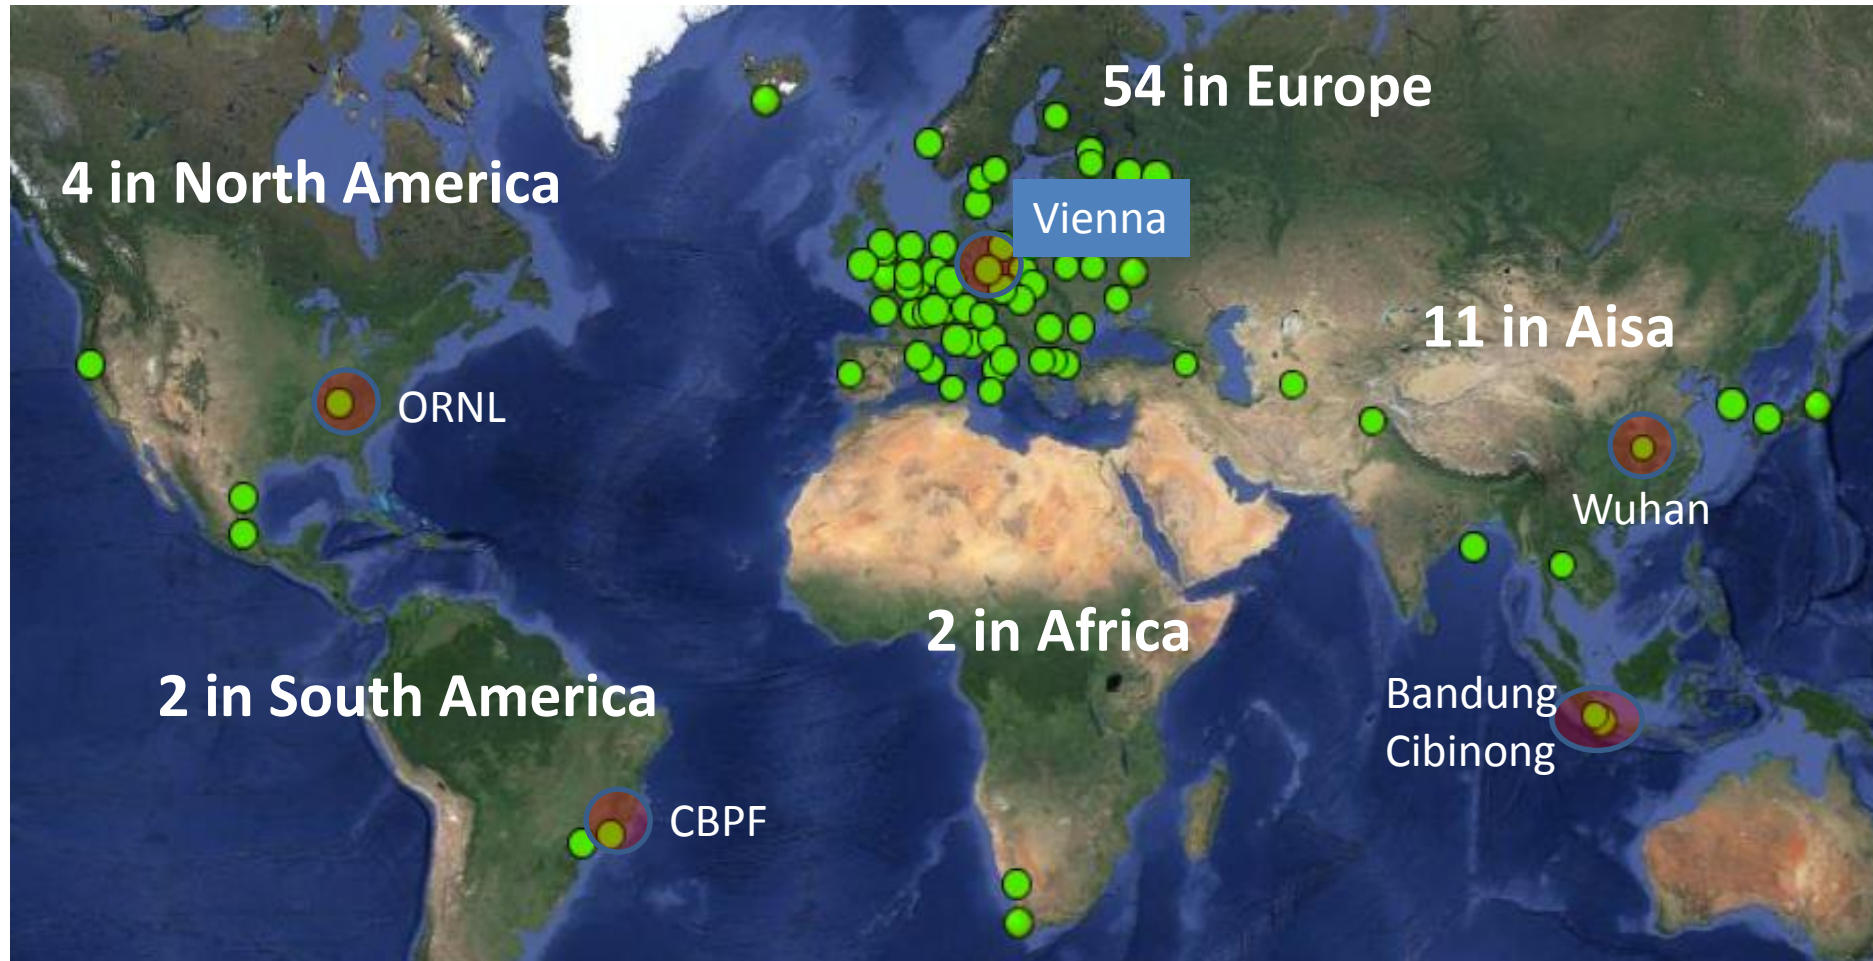 54 in Europe
4 in North America
Vienna
11 in Aisa
ORNL
Wuhan
2 in Africa
2 in South America
Bandung
Cibinong
CBPF